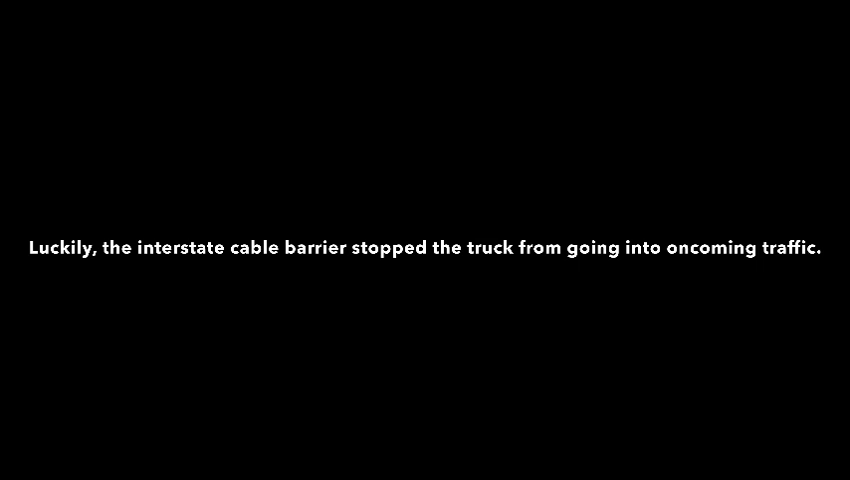 Luckily, the interstate cable barrier stopped the truck from going into oncoming traffic.